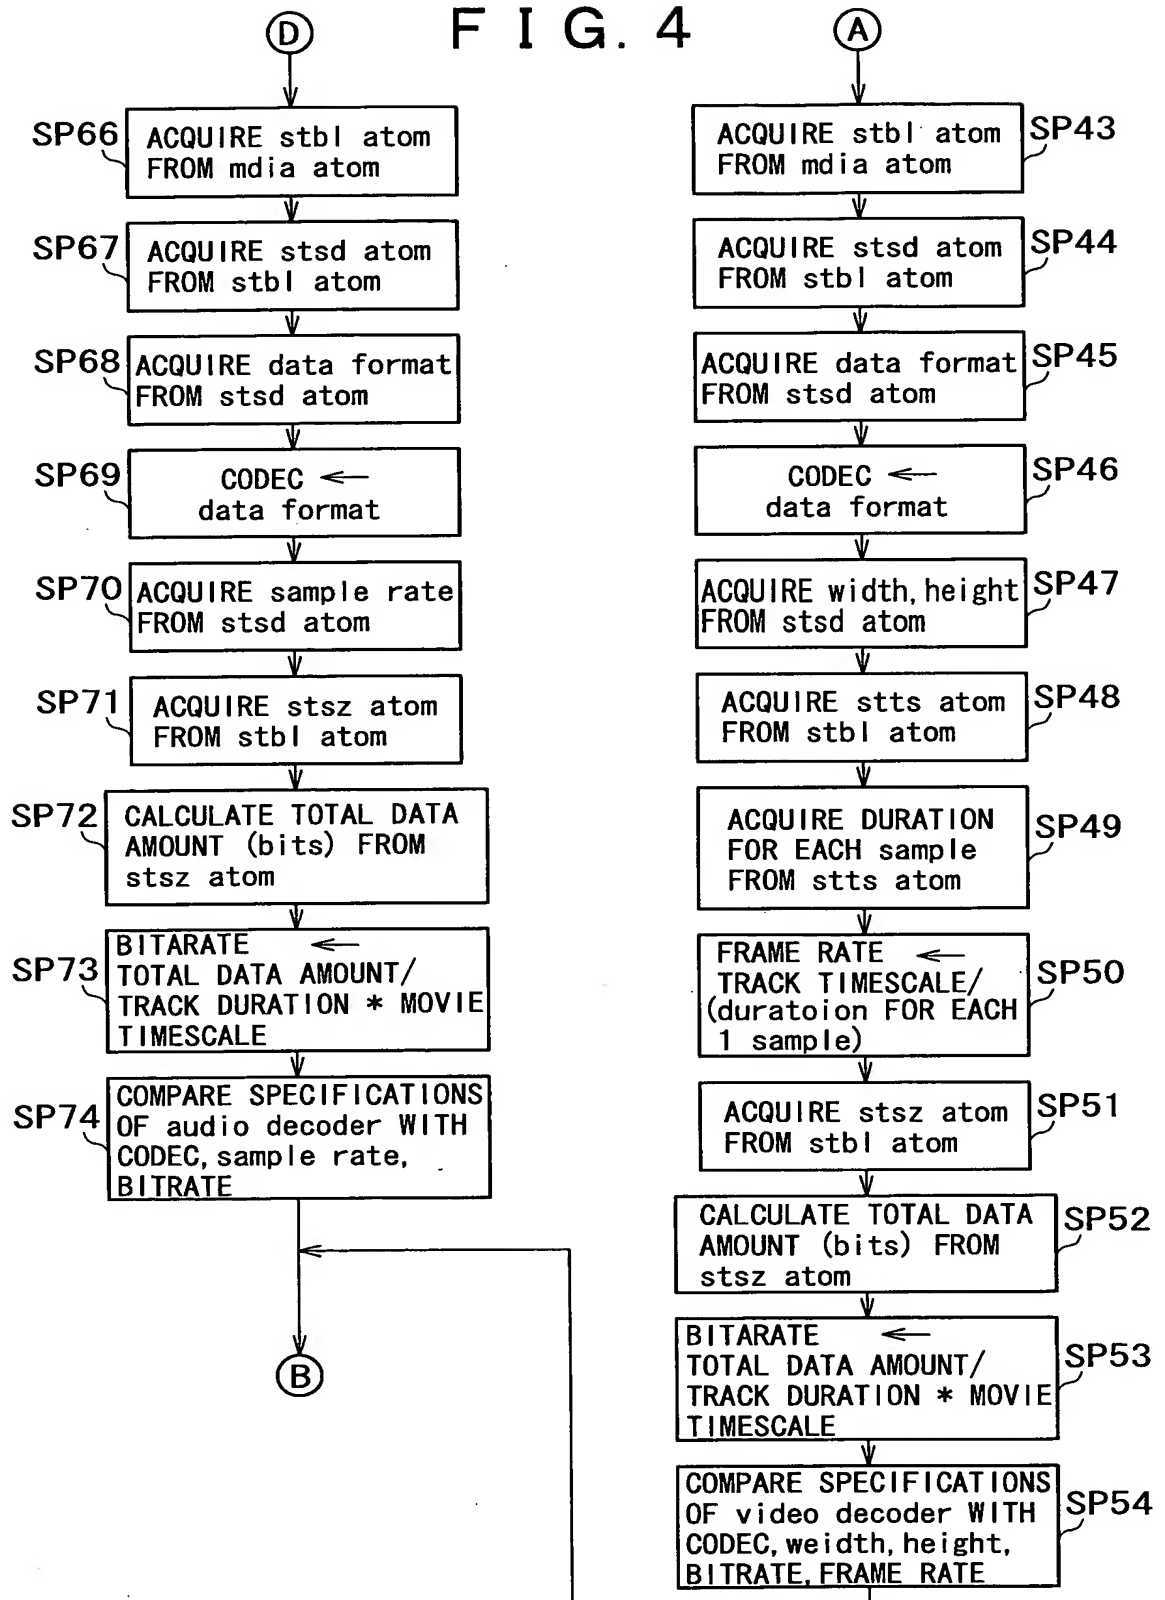 FIG. 4
D
SP66
ACQUIRE stbl atom
FROM mdia atom
SP67
ACQUIRE stsd atom
FROM stbl atom
SP68
ACQUIRE data format
FROM stsd atom
SP69
CODEC ←
data format
SP70
ACQUIRE sample rate
FROM stsd atom
SP71
ACQUIRE stsz atom
FROM stbl atom
SP72
CALCULATE TOTAL DATA
AMOUNT (bits) FROM
stsz atom
SP73
BITARATE ←
TOTAL DATA AMOUNT/
TRACK DURATION * MOVIE
TIMESCALE
SP74
COMPARE SPECIFICATIONS
OF audio decoder WITH
CODEC, sample rate,
BITRATE
B
A
ACQUIRE stbl atom
FROM mdia atom
SP43
ACQUIRE stsd atom
FROM stbl atom
SP44
ACQUIRE data format
FROM stsd atom
SP45
CODEC ←
data format
SP46
ACQUIRE width, height
FROM stsd atom
SP47
ACQUIRE stts atom
FROM stbl atom
SP48
ACQUIRE DURATION
FOR EACH sample
FROM stts atom
SP49
FRAME RATE ←
TRACK TIMESCALE/
(duratoion FOR EACH
1 sample)
SP50
ACQUIRE stsz atom
FROM stbl atom
SP51
CALCULATE TOTAL DATA
AMOUNT (bits) FROM
stsz atom
SP52
BITARATE ←
TOTAL DATA AMOUNT/
TRACK DURATION * MOVIE
TIMESCALE
SP53
COMPARE SPECIFICATIONS
OF video decoder WITH
CODEC, weidth, height,
BITRATE, FRAME RATE
SP54